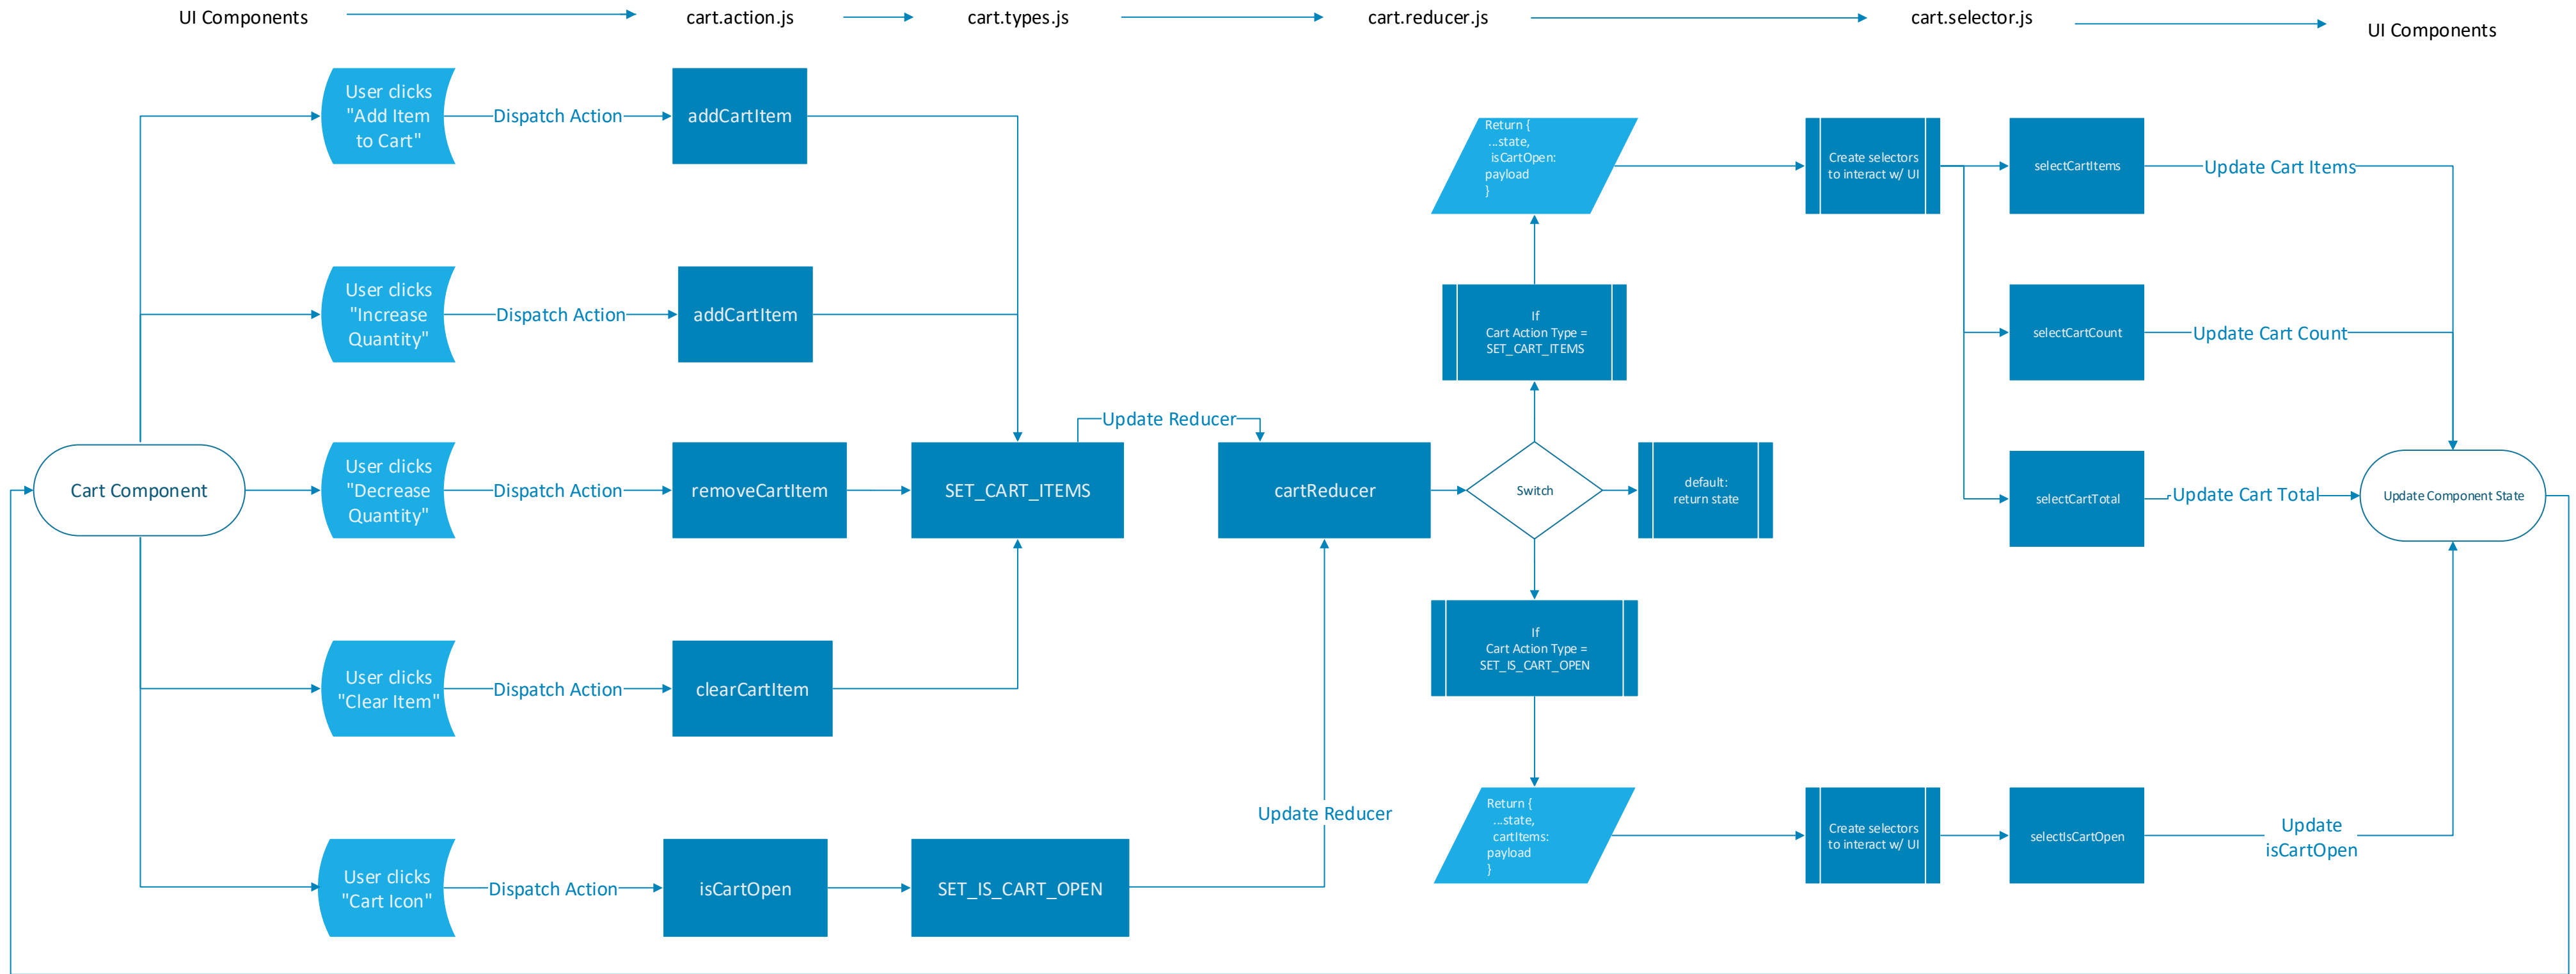 UI Components
cart.action.js
cart.types.js
cart.reducer.js
cart.selector.js
UI Components
User clicks
"Add Item
to Cart"
Dispatch Action
addCartItem
User clicks
"Increase
Quantity"
Dispatch Action
addCartItem
Cart Component
User clicks
"Decrease
Quantity"
Dispatch Action
removeCartItem
SET_CART_ITEMS
User clicks
"Clear Item"
Dispatch Action
clearCartItem
User clicks
"Cart Icon"
Dispatch Action
isCartOpen
SET_IS_CART_OPEN
Update Reducer
Update Reducer
cartReducer
Switch
default:
return state
If
Cart Action Type =
SET_CART_ITEMS
Return {
...state,
isCartOpen:
payload
}
Create selectors
to interact w/ UI
selectCartItems
Update Cart Items
selectCartCount
Update Cart Count
selectCartTotal
Update Cart Total
Update Component State
If
Cart Action Type =
SET_IS_CART_OPEN
Return {
...state,
cartItems:
payload
}
Create selectors
to interact w/ UI
selectIsCartOpen
Update
isCartOpen